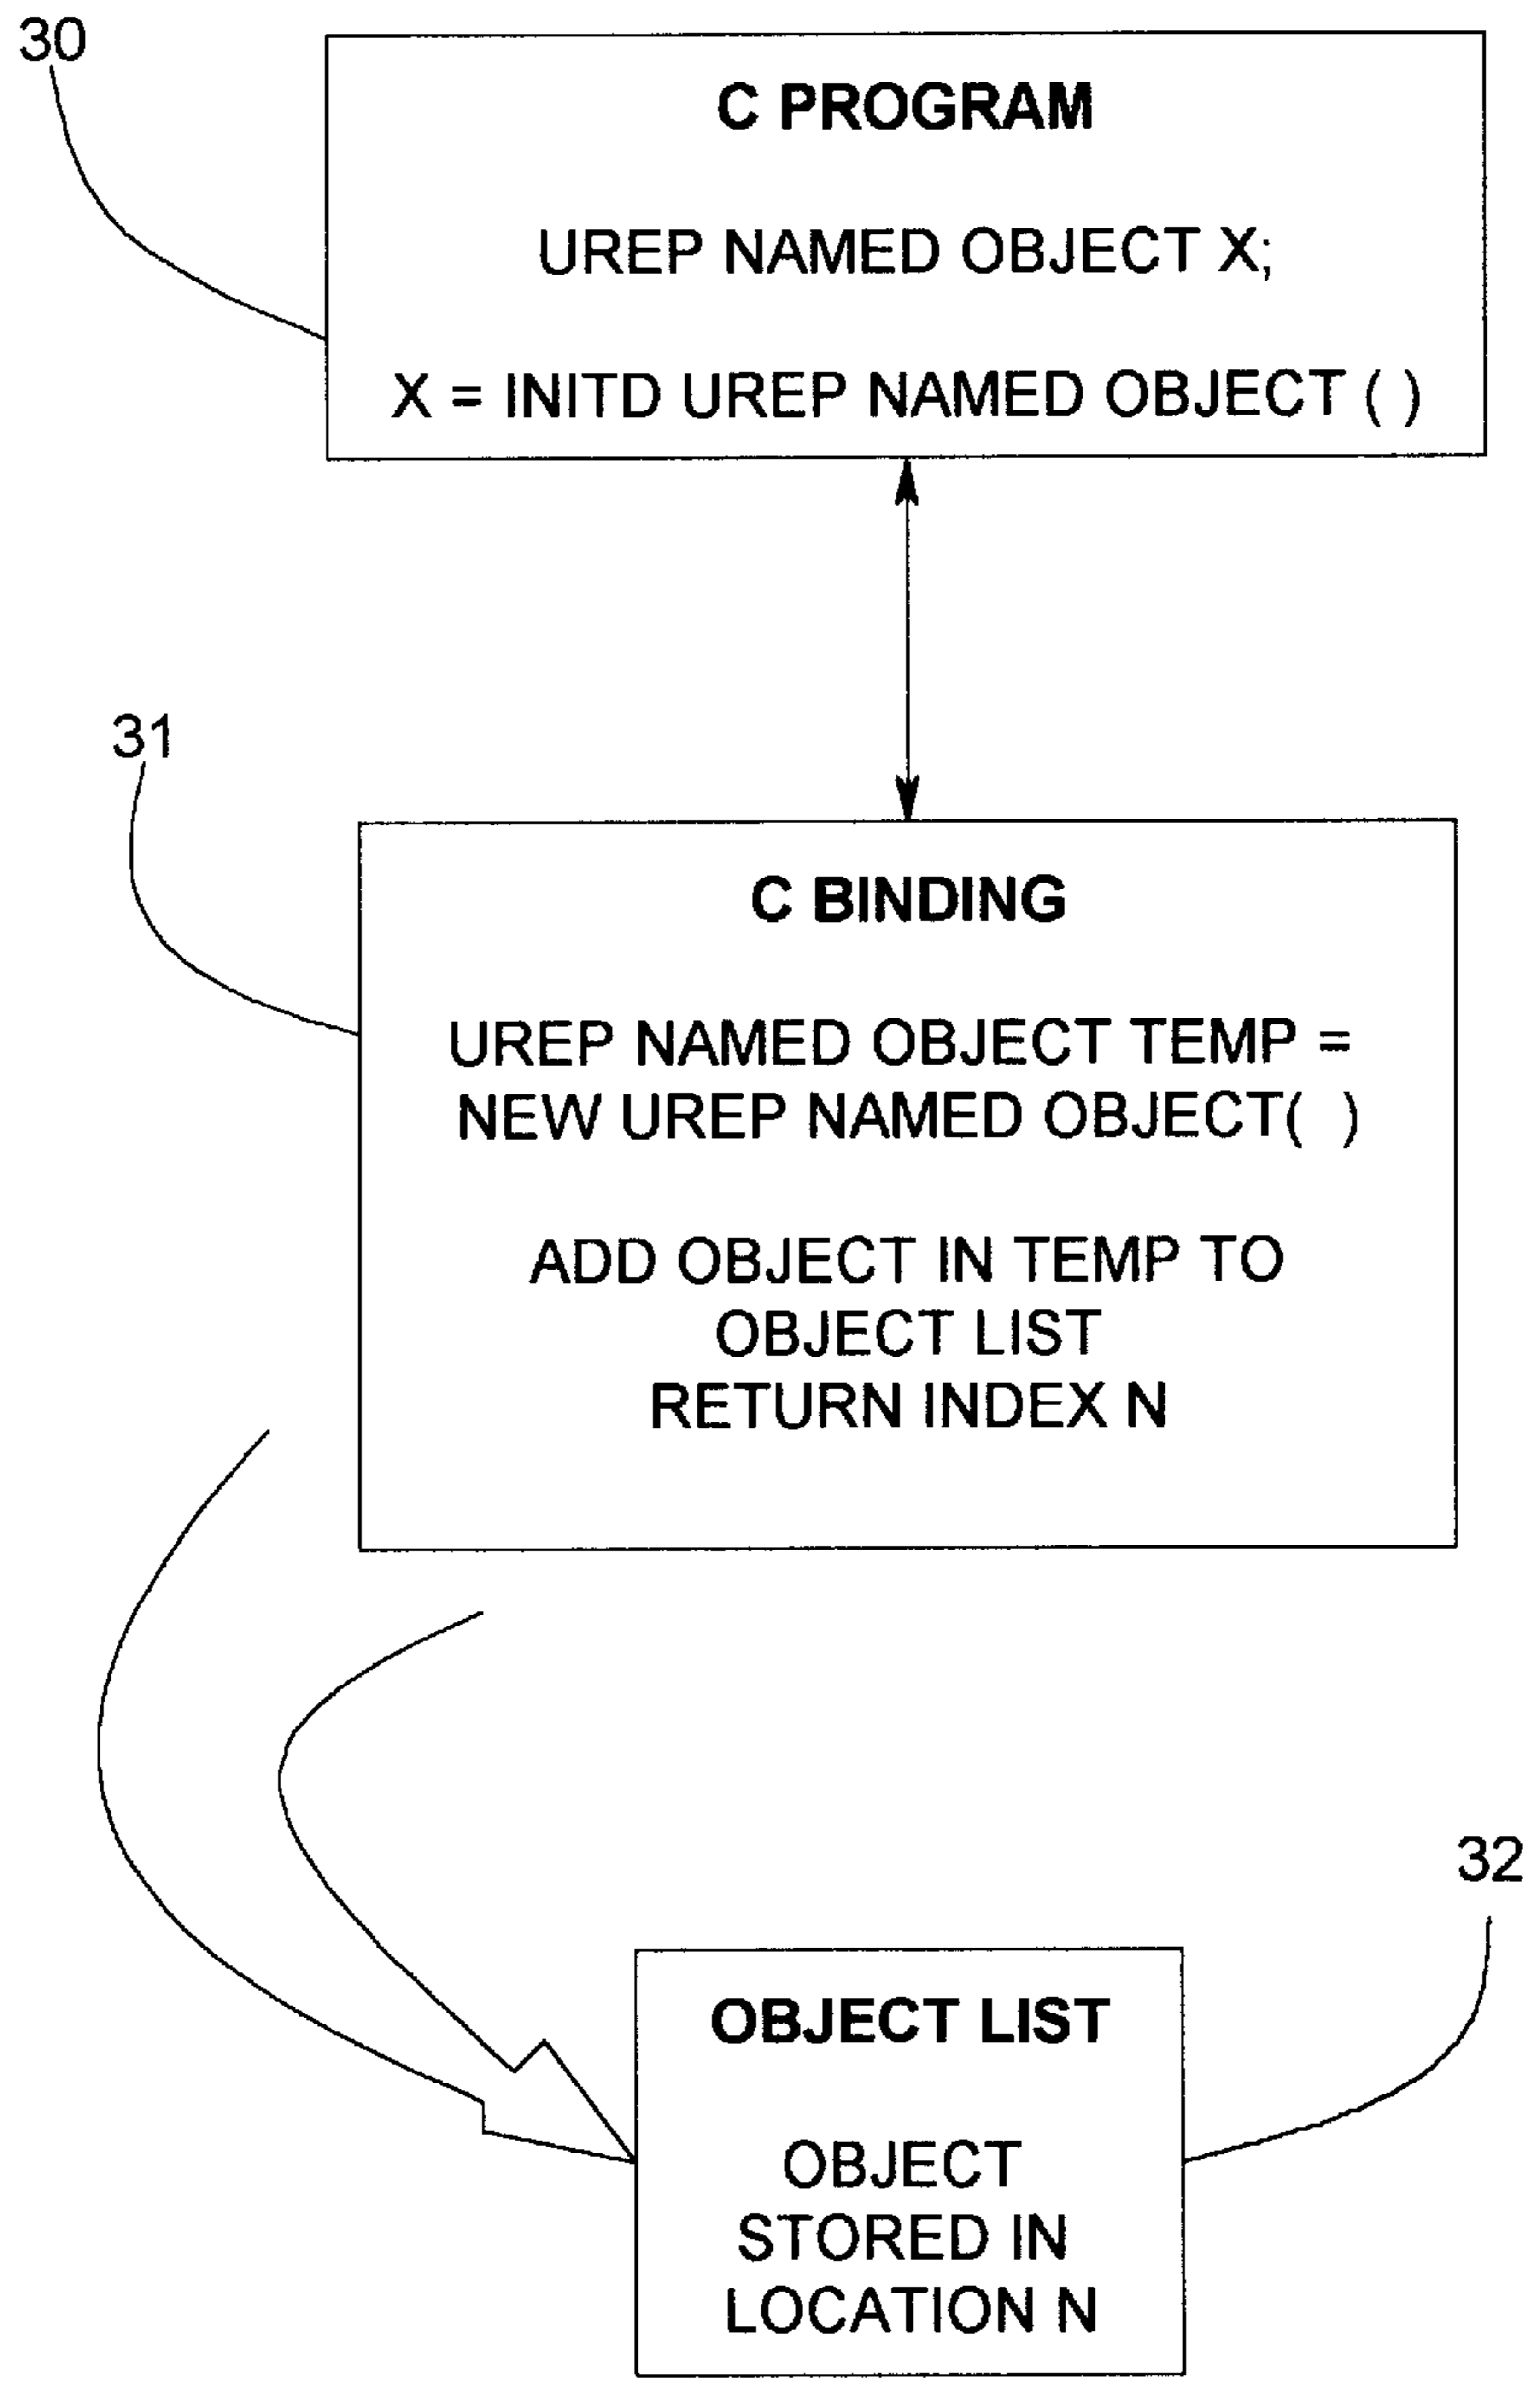 30
C PROGRAM
UREP NAMED OBJECT X;
X = INITD UREP NAMED OBJECT ( )
31
C BINDING
UREP NAMED OBJECT TEMP =
NEW UREP NAMED OBJECT( )
ADD OBJECT IN TEMP TO
OBJECT LIST
RETURN INDEX N
32
OBJECT LIST
OBJECT
STORED IN
LOCATION N